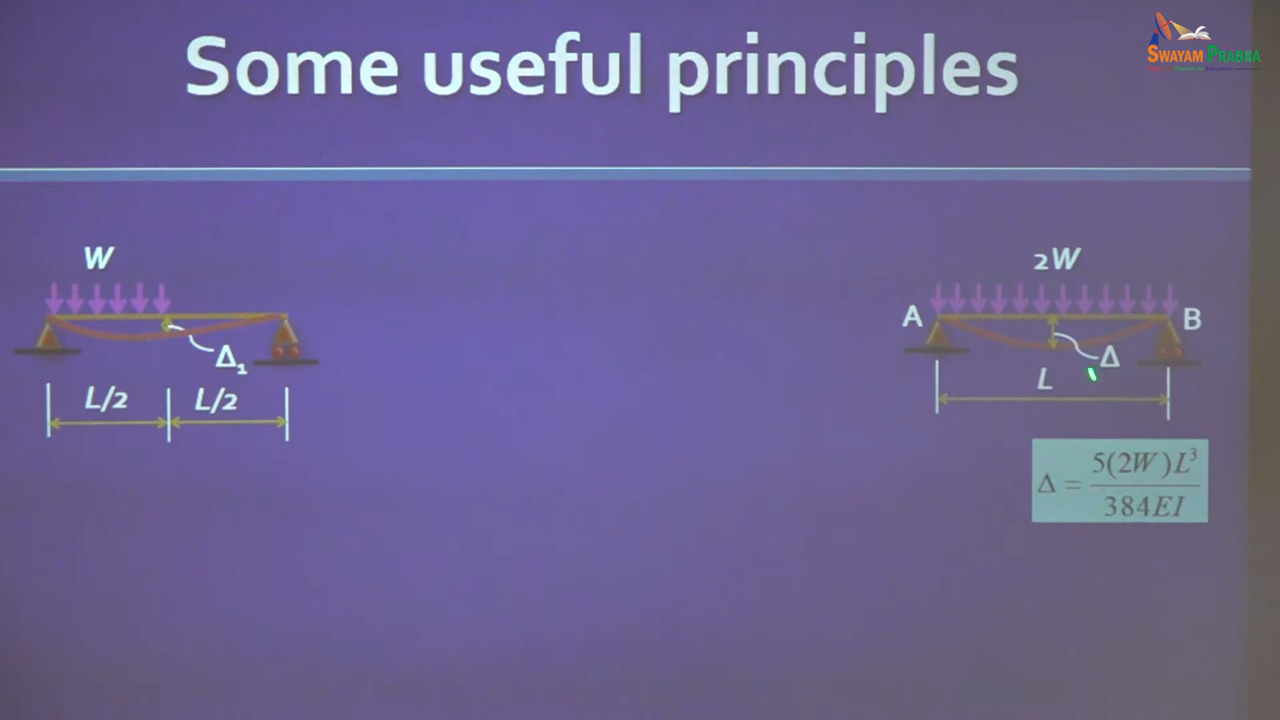 Some useful principles
SWAYAM PRABHA
W
2W
A
B
Δ₁
Δ
L/2
L/2
L
Δ = 5(2W)L³ / 384EI